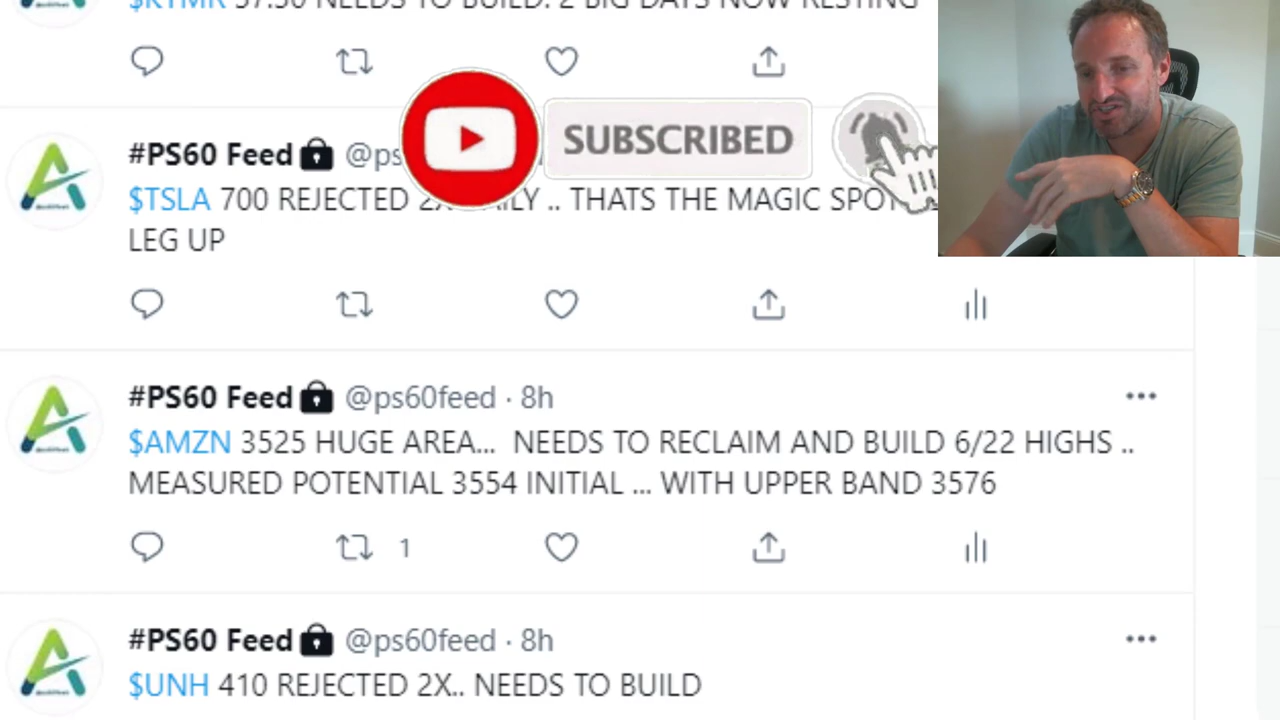 37.50 NEEDS TO BUILD. 2 BIG DAYS NOW RESTING
#PS60 Feed @ps
SUBSCRIBED
$TSLA 700 REJECTED 2X DAILY .. THATS THE MAGIC SPOT
LEG UP
#PS60 Feed @ps60feed · 8h
$AMZN 3525 HUGE AREA... NEEDS TO RECLAIM AND BUILD 6/22 HIGHS ..
MEASURED POTENTIAL 3554 INITIAL ... WITH UPPER BAND 3576
1
#PS60 Feed @ps60feed · 8h
$UNH 410 REJECTED 2X.. NEEDS TO BUILD